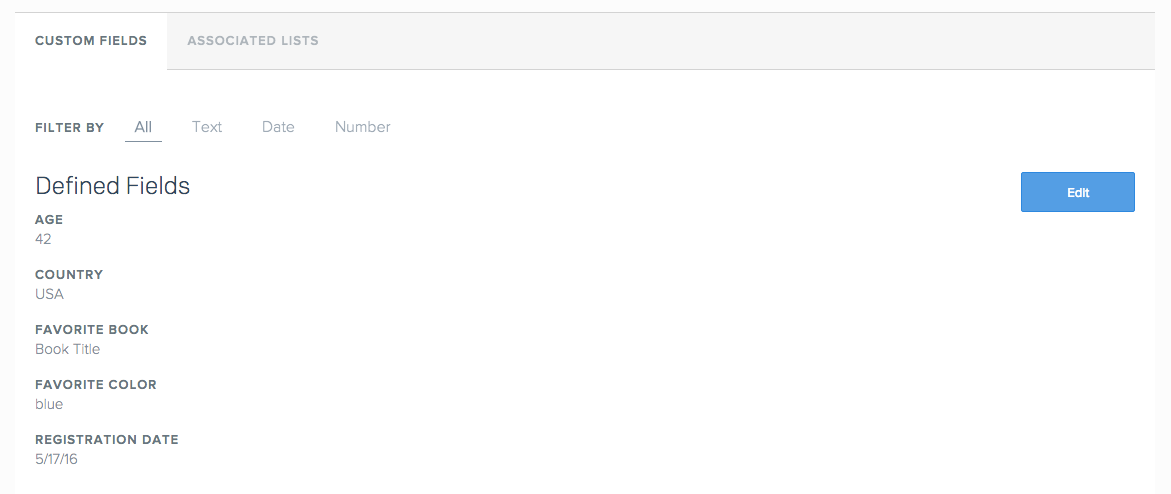 CUSTOM FIELDS ASSOCIATED LISTS
FILTER BY All Text Date Number
Defined Fields
Edit
AGE
42
COUNTRY
USA
FAVORITE BOOK
Book Title
FAVORITE COLOR
blue
REGISTRATION DATE
5/17/16